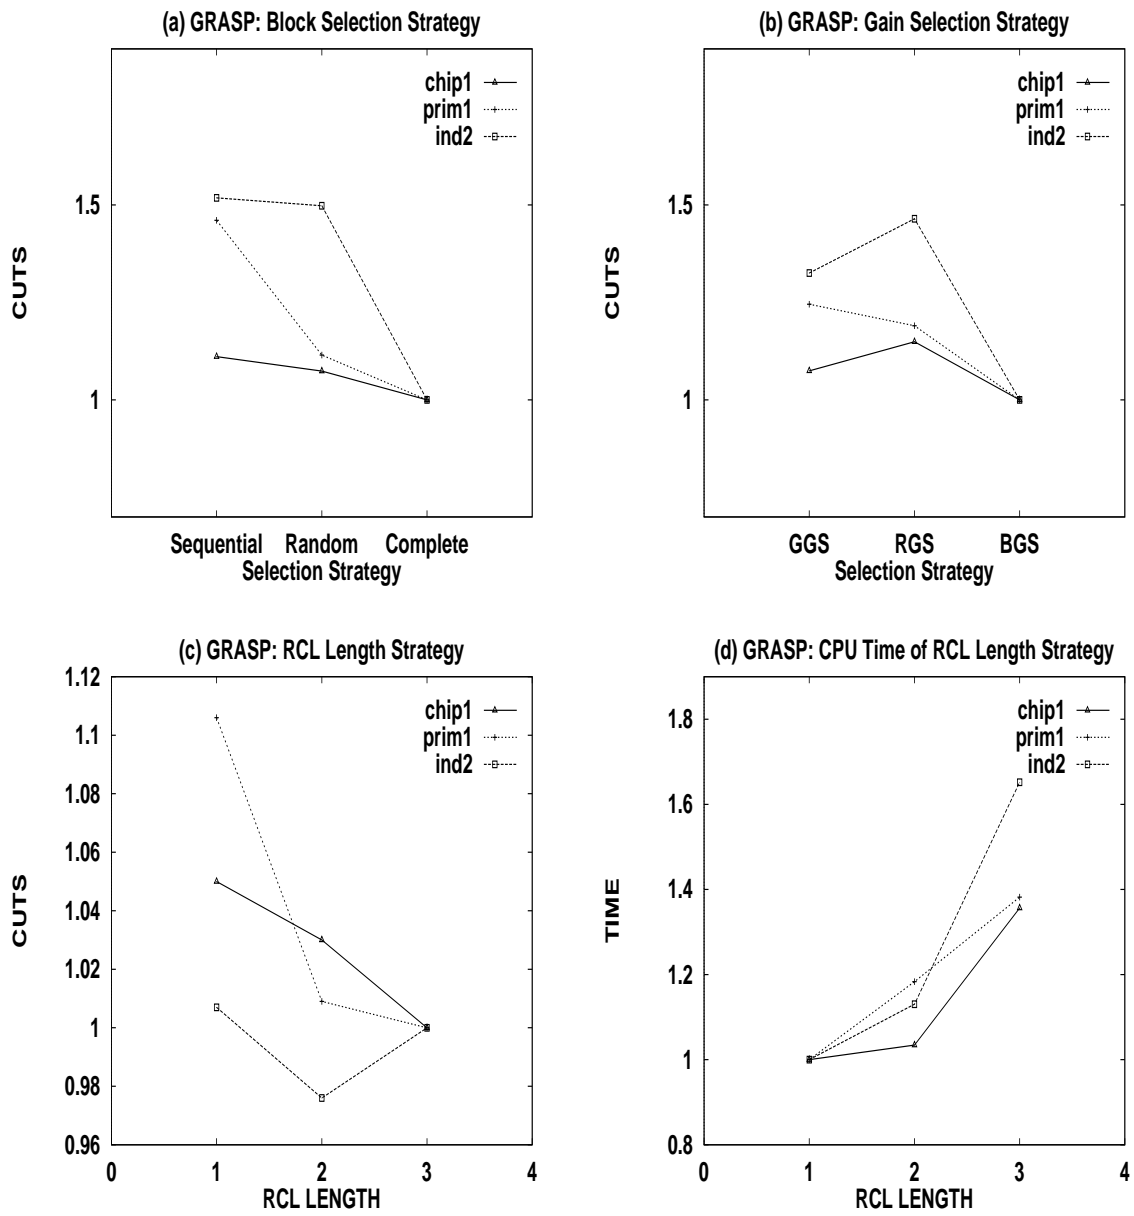 (a) GRASP: Block Selection Strategy
chip1
prim1
ind2
1.5
1
CUTS
Sequential Random Complete
Selection Strategy
(b) GRASP: Gain Selection Strategy
chip1
prim1
ind2
1.5
1
CUTS
GGS RGS BGS
Selection Strategy
(c) GRASP: RCL Length Strategy
chip1
prim1
ind2
1.12
1.1
1.08
1.06
1.04
1.02
1
0.98
0.96
CUTS
0 1 2 3 4
RCL LENGTH
(d) GRASP: CPU Time of RCL Length Strategy
chip1
prim1
ind2
1.8
1.6
1.4
1.2
1
0.8
TIME
0 1 2 3 4
RCL LENGTH